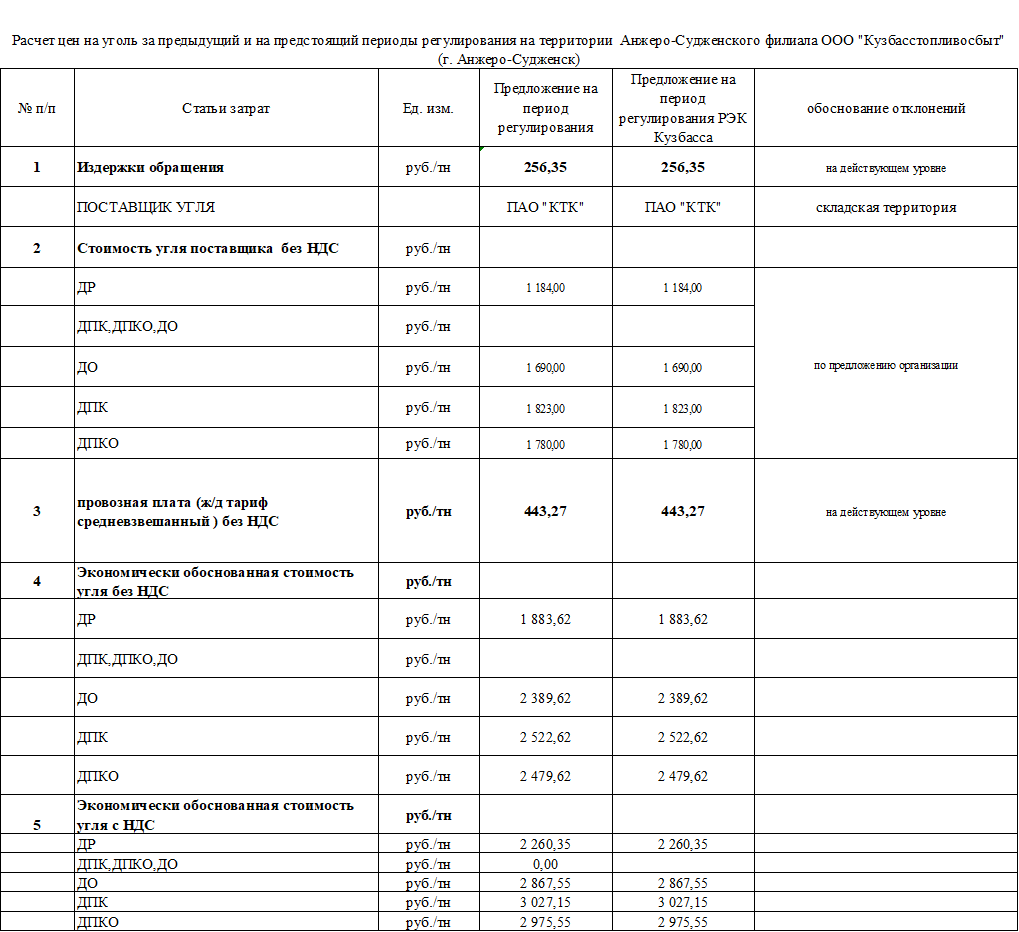 Расчет цен на уголь за предыдущий и на предстоящий периоды регулирования на территории Анжеро-Судженского филиала ООО "Кузбасстопливосбыт"
(г. Анжеро-Судженск)
№ п/п Статьи затрат Ед. изм. Предложение на период регулирования Предложение на период регулирования РЭК Кузбасса обоснование отклонений
1 Издержки обращения руб./тн 256,35 256,35 на действующем уровне
ПОСТАВЩИК УГЛЯ ПАО "КТК" ПАО "КТК" складская территория
2 Стоимость угля поставщика без НДС руб./тн
ДР руб./тн 1 184,00 1 184,00
ДПК,ДПКО,ДО руб./тн
ДО руб./тн 1 690,00 1 690,00 по предложению организации
ДПК руб./тн 1 823,00 1 823,00
ДПКО руб./тн 1 780,00 1 780,00
3 провозная плата (ж/д тариф средневзвешанный ) без НДС руб./тн 443,27 443,27 на действующем уровне
4 Экономически обоснованная стоимость угля без НДС руб./тн
ДР руб./тн 1 883,62 1 883,62
ДПК,ДПКО,ДО руб./тн
ДО руб./тн 2 389,62 2 389,62
ДПК руб./тн 2 522,62 2 522,62
ДПКО руб./тн 2 479,62 2 479,62
5 Экономически обоснованная стоимость угля с НДС руб./тн
ДР руб./тн 2 260,35 2 260,35
ДПК,ДПКО,ДО руб./тн 0,00
ДО руб./тн 2 867,55 2 867,55
ДПК руб./тн 3 027,15 3 027,15
ДПКО руб./тн 2 975,55 2 975,55